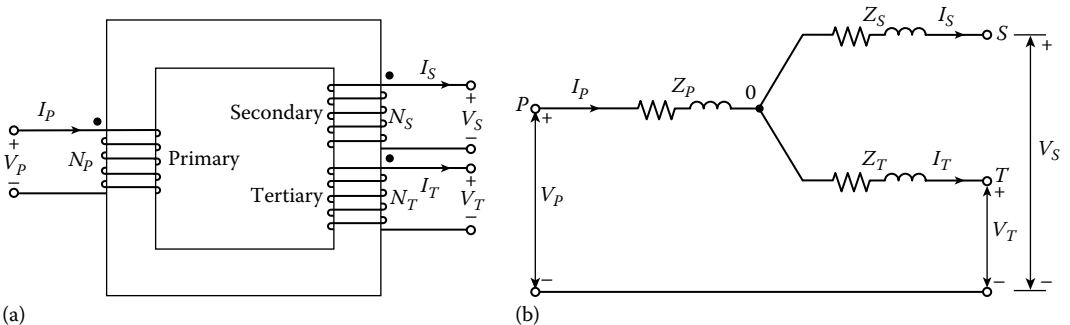 I_P
+
V_P
−
N_P
Primary
Secondary
Tertiary
N_S
I_S
+
V_S
−
N_T
I_T
+
V_T
−
(a)
P
+
I_P
Z_P
0
Z_S
I_S
S
+
Z_T
I_T
T
+
V_P
V_T
V_S
−
−
−
(b)